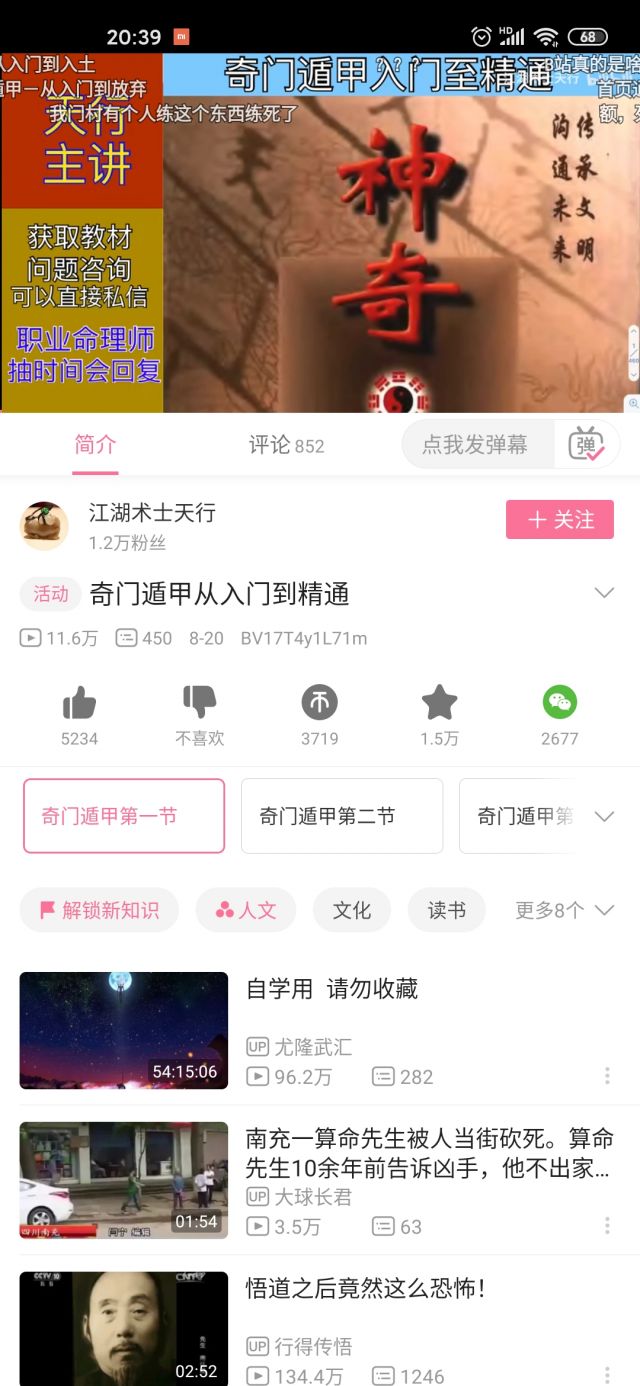 20:39
HD
68
从入门到入土
奇门遁甲入门至精通
B站真的是啥
遁甲一从入门到放弃
首页
我门村有个人练这个东西练死了
额，
天行
主讲
获取教材
问题咨询
可以直接私信
职业命理师
抽时间会回复
神奇
沟通未来
传承文明
简介
评论 852
点我发弹幕
弹
江湖术士天行
1.2万粉丝
＋ 关注
活动 奇门遁甲从入门到精通
11.6万 450 8-20 BV17T4y1L71m
5234
不喜欢
3719
1.5万
2677
奇门遁甲第一节
奇门遁甲第二节
奇门遁甲第
解锁新知识
人文
文化
读书
更多8个
54:15:06
自学用 请勿收藏
UP 尤隆武汇
96.2万 282
四川南充
01:54
南充一算命先生被人当街砍死。算命
先生10余年前告诉凶手，他不出家...
UP 大球长君
3.5万 63
CCTV 10
02:52
悟道之后竟然这么恐怖！
UP 行得传悟
134.4万 1246